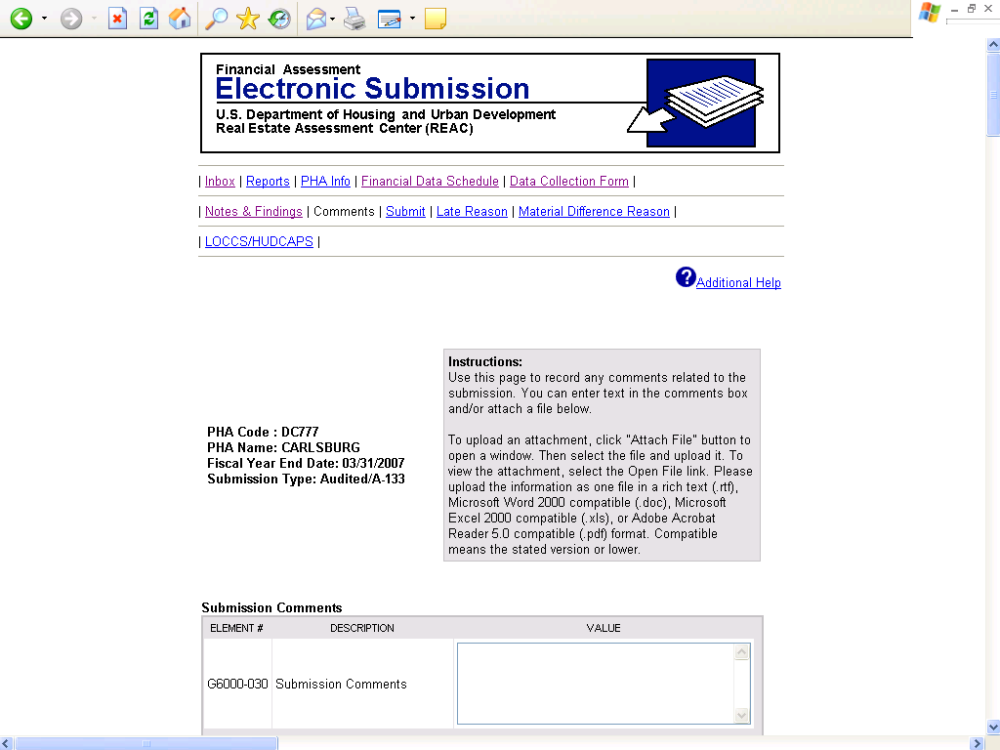 Financial Assessment
Electronic Submission
U.S. Department of Housing and Urban Development
Real Estate Assessment Center (REAC)
| Inbox | Reports | PHA Info | Financial Data Schedule | Data Collection Form |
| Notes & Findings | Comments | Submit | Late Reason | Material Difference Reason |
| LOCCS/HUDCAPS |
? Additional Help
Instructions:
Use this page to record any comments related to the
submission. You can enter text in the comments box
and/or attach a file below.
To upload an attachment, click "Attach File" button to
open a window. Then select the file and upload it. To
view the attachment, select the Open File link. Please
upload the information as one file in a rich text (.rtf),
Microsoft Word 2000 compatible (.doc), Microsoft
Excel 2000 compatible (.xls), or Adobe Acrobat
Reader 5.0 compatible (.pdf) format. Compatible
means the stated version or lower.
PHA Code : DC777
PHA Name: CARLSBURG
Fiscal Year End Date: 03/31/2007
Submission Type: Audited/A-133
Submission Comments
ELEMENT # DESCRIPTION VALUE
G6000-030 Submission Comments